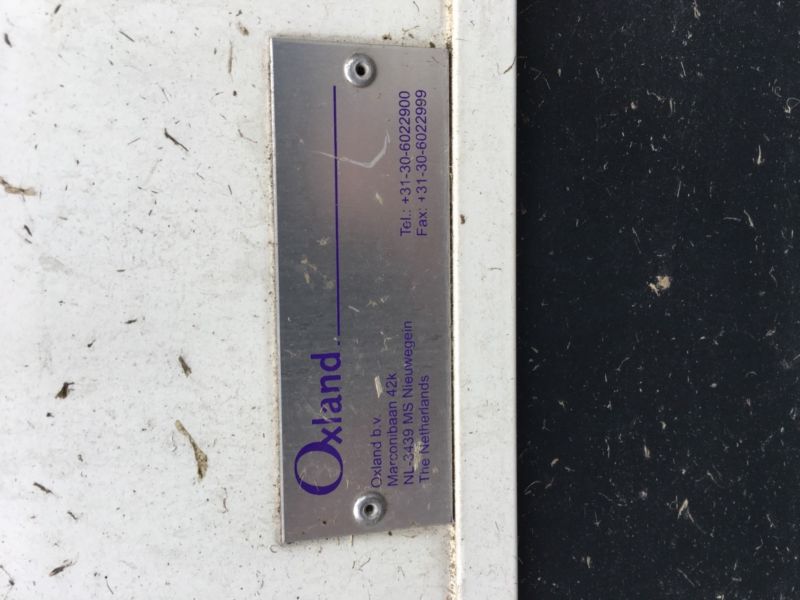 Oxland
Oxland b.v.
Marconibaan 42k
NL-3439 MS Nieuwegein
The Netherlands
Tel.: +31-30-6022900
Fax: +31-30-6022999